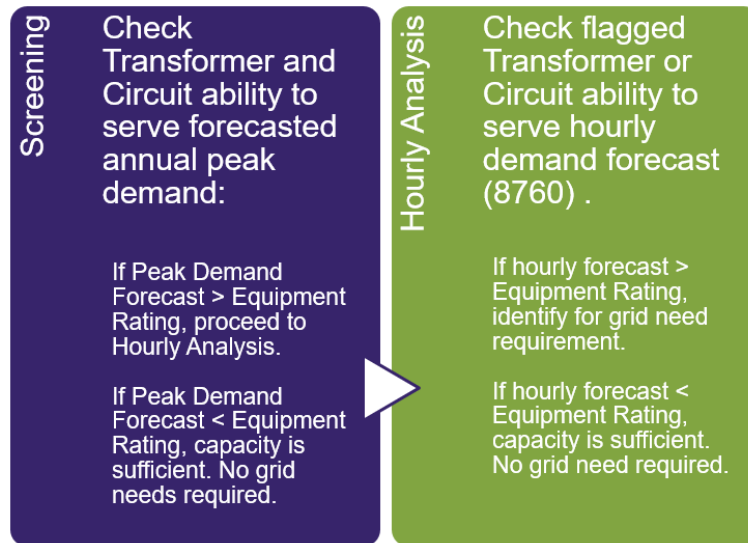 Screening
Check
Transformer and
Circuit ability to
serve forecasted
annual peak
demand:
If Peak Demand
Forecast > Equipment
Rating, proceed to
Hourly Analysis.
If Peak Demand
Forecast < Equipment
Rating, capacity is
sufficient. No grid
needs required.
Hourly Analysis
Check flagged
Transformer or
Circuit ability to
serve hourly
demand forecast
(8760) .
If hourly forecast >
Equipment Rating,
identify for grid need
requirement.
If hourly forecast <
Equipment Rating,
capacity is sufficient.
No grid need required.